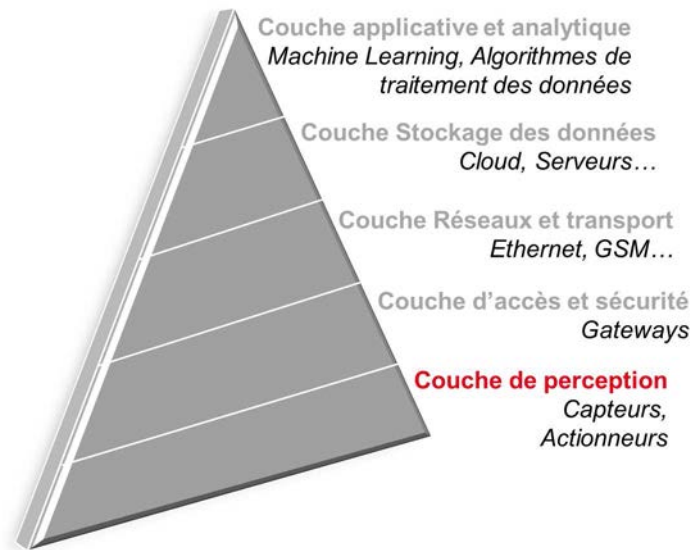 Couche applicative et analytique
Machine Learning, Algorithmes de
traitement des données
Couche Stockage des données
Cloud, Serveurs…
Couche Réseaux et transport
Ethernet, GSM…
Couche d’accès et sécurité
Gateways
Couche de perception
Capteurs,
Actionneurs